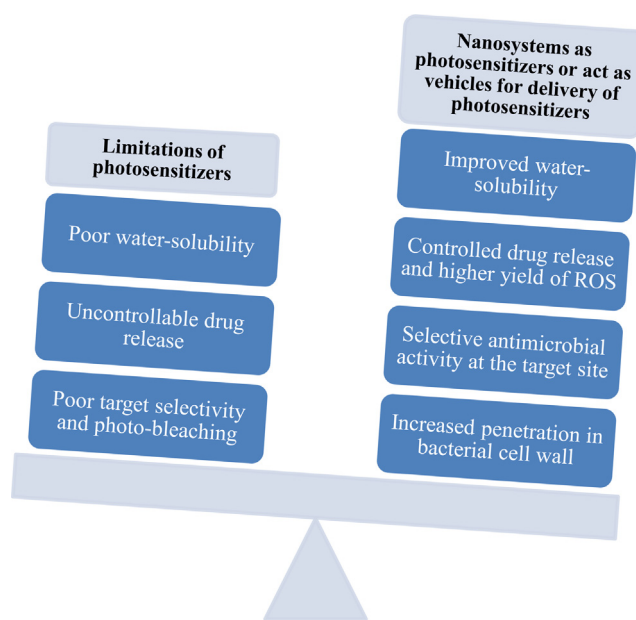 Limitations of
photosensitizers
Poor water-solubility
Uncontrollable drug
release
Poor target selectivity
and photo-bleaching
Nanosystems as
photosensitizers or act as
vehicles for delivery of
photosensitizers
Improved water-
solubility
Controlled drug release
and higher yield of ROS
Selective antimicrobial
activity at the target site
Increased penetration in
bacterial cell wall